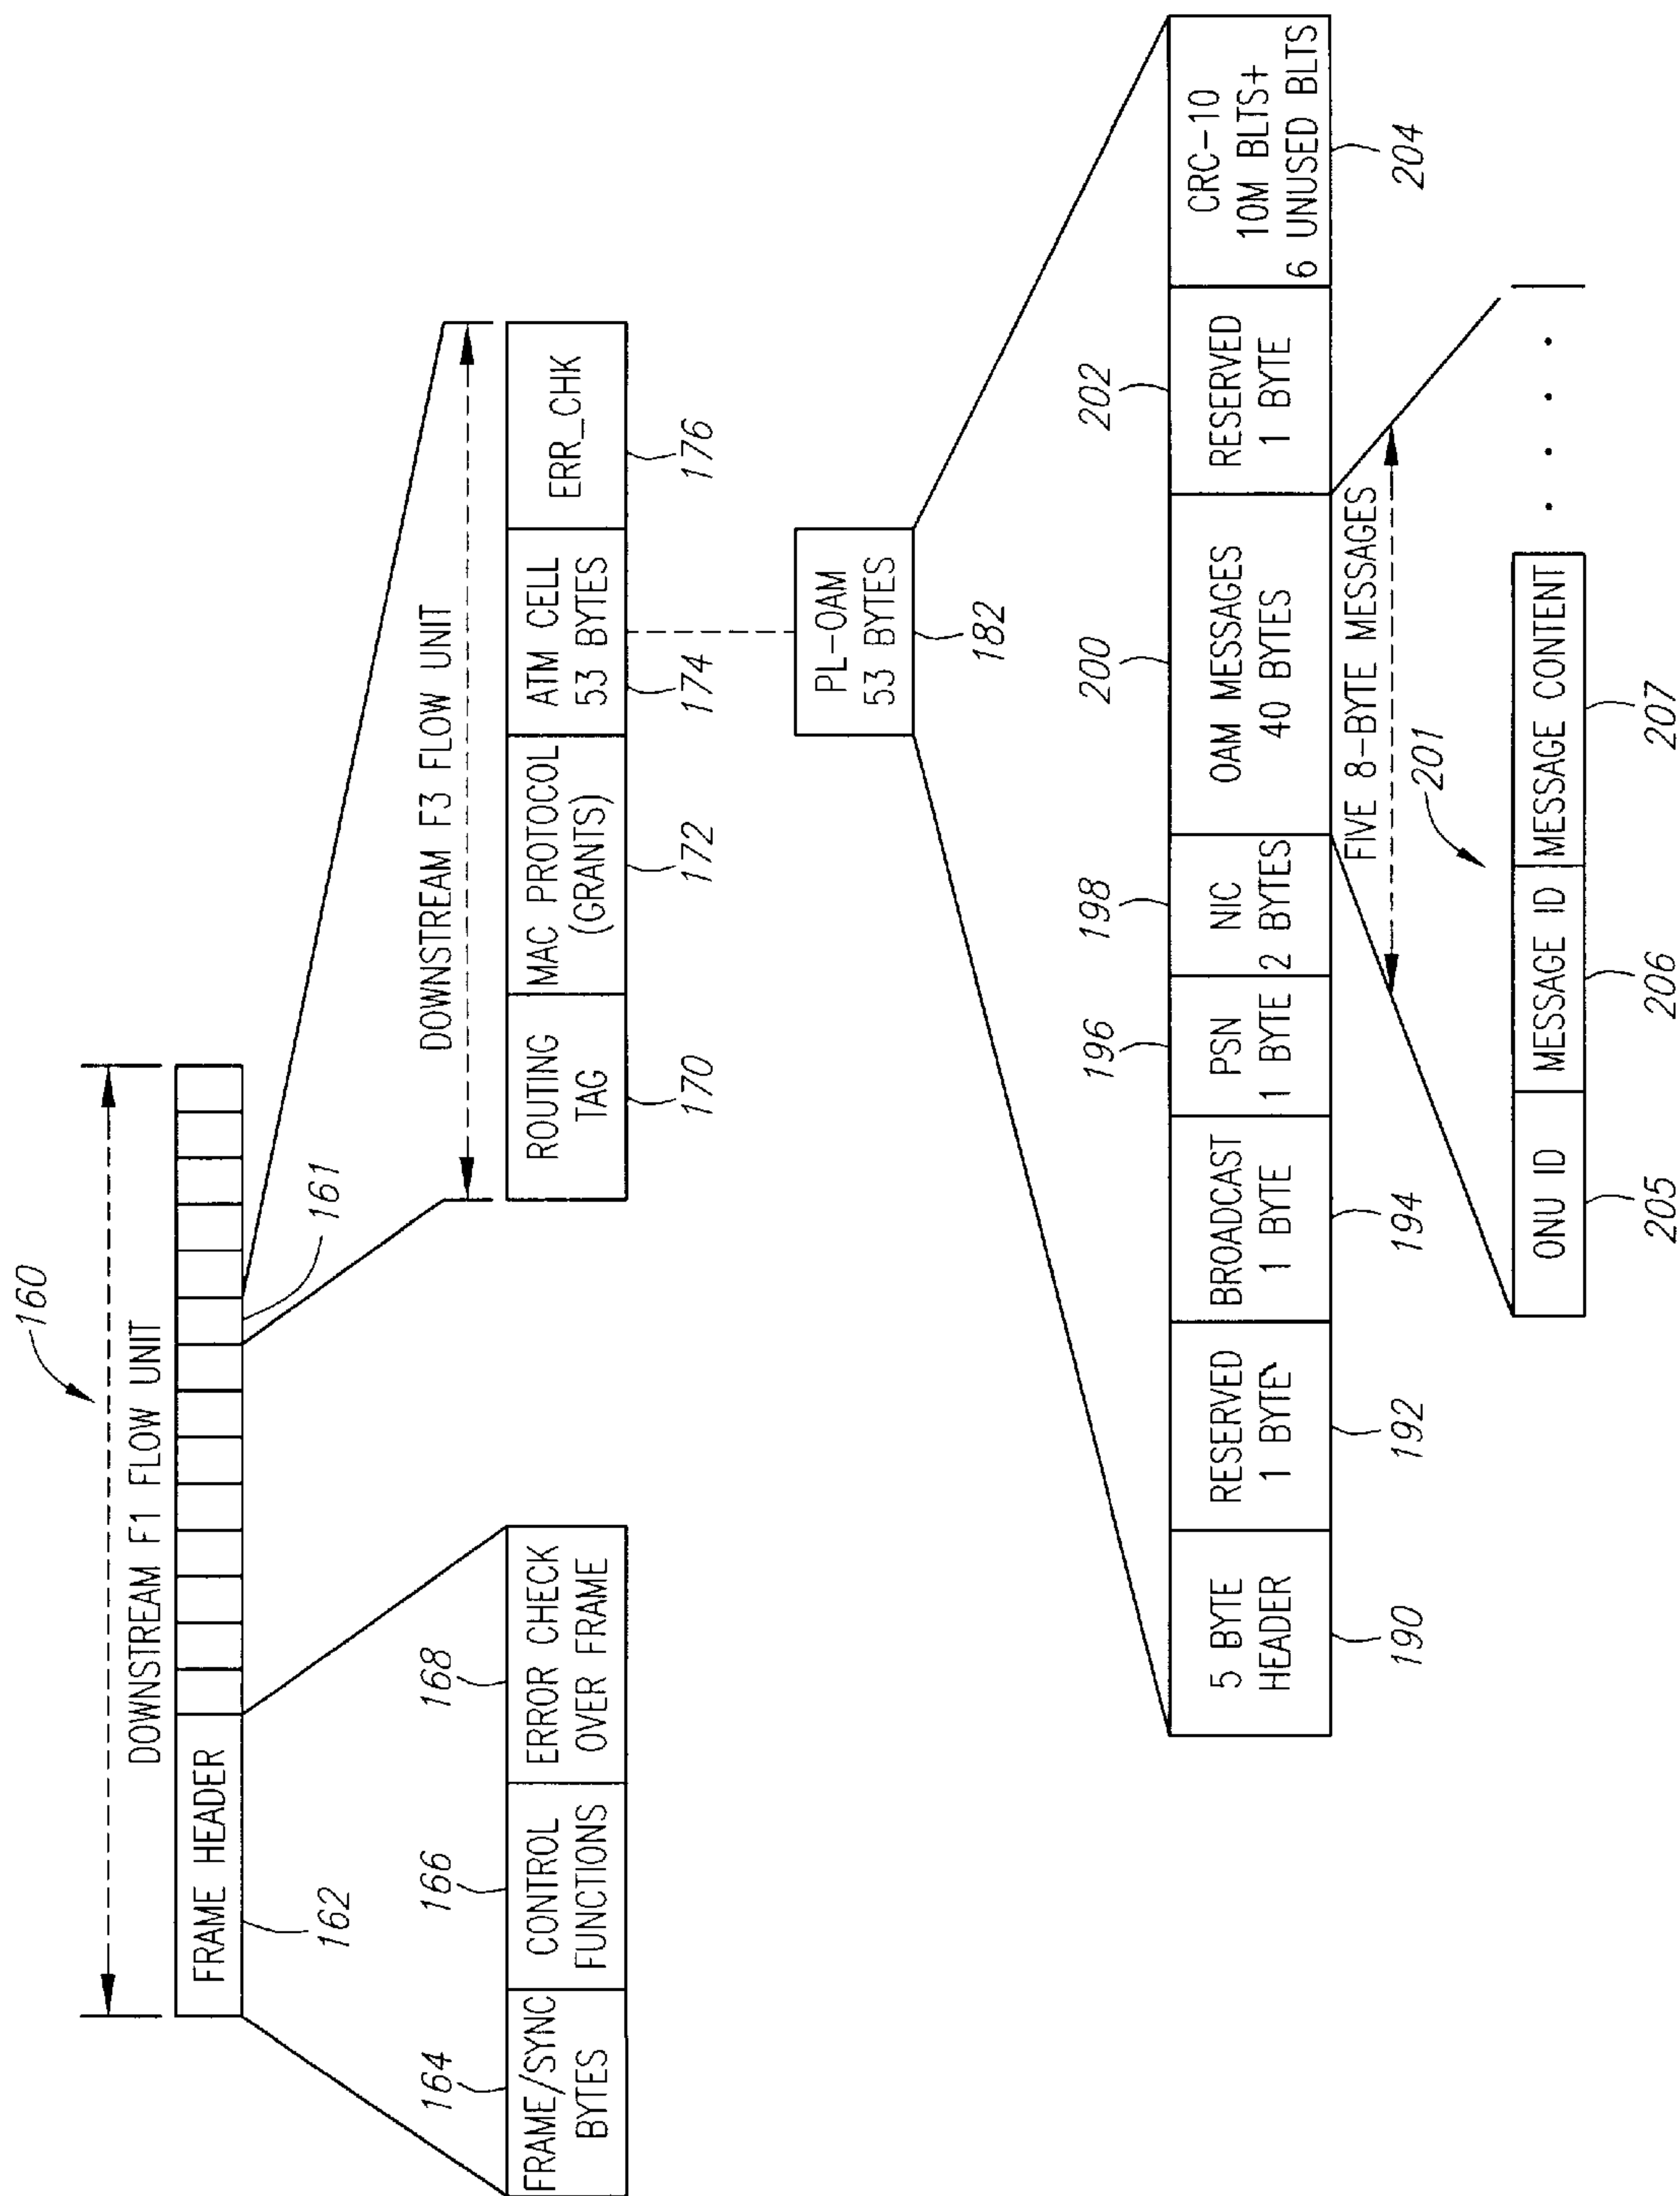 160
DOWNSTREAM F1 FLOW UNIT
FRAME HEADER
162
161
164
166
168
FRAME/SYNC
BYTES
CONTROL
FUNCTIONS
ERROR CHECK
OVER FRAME
DOWNSTREAM F3 FLOW UNIT
ROUTING
TAG
MAC PROTOCOL
(GRANTS)
ATM CELL
53 BYTES
ERR_CHK
170
172
174
176
PL-OAM
53 BYTES
182
196
198
200
202
5 BYTE
HEADER
RESERVED
1 BYTE
BROADCAST
1 BYTE
PSN
1 BYTE
NIC
2 BYTES
OAM MESSAGES
40 BYTES
RESERVED
1 BYTE
CRC-10
10M BLTS+
6 UNUSED BLTS
190
192
194
204
FIVE 8-BYTE MESSAGES
201
ONU ID
MESSAGE ID
MESSAGE CONTENT
. . . .
205
206
207